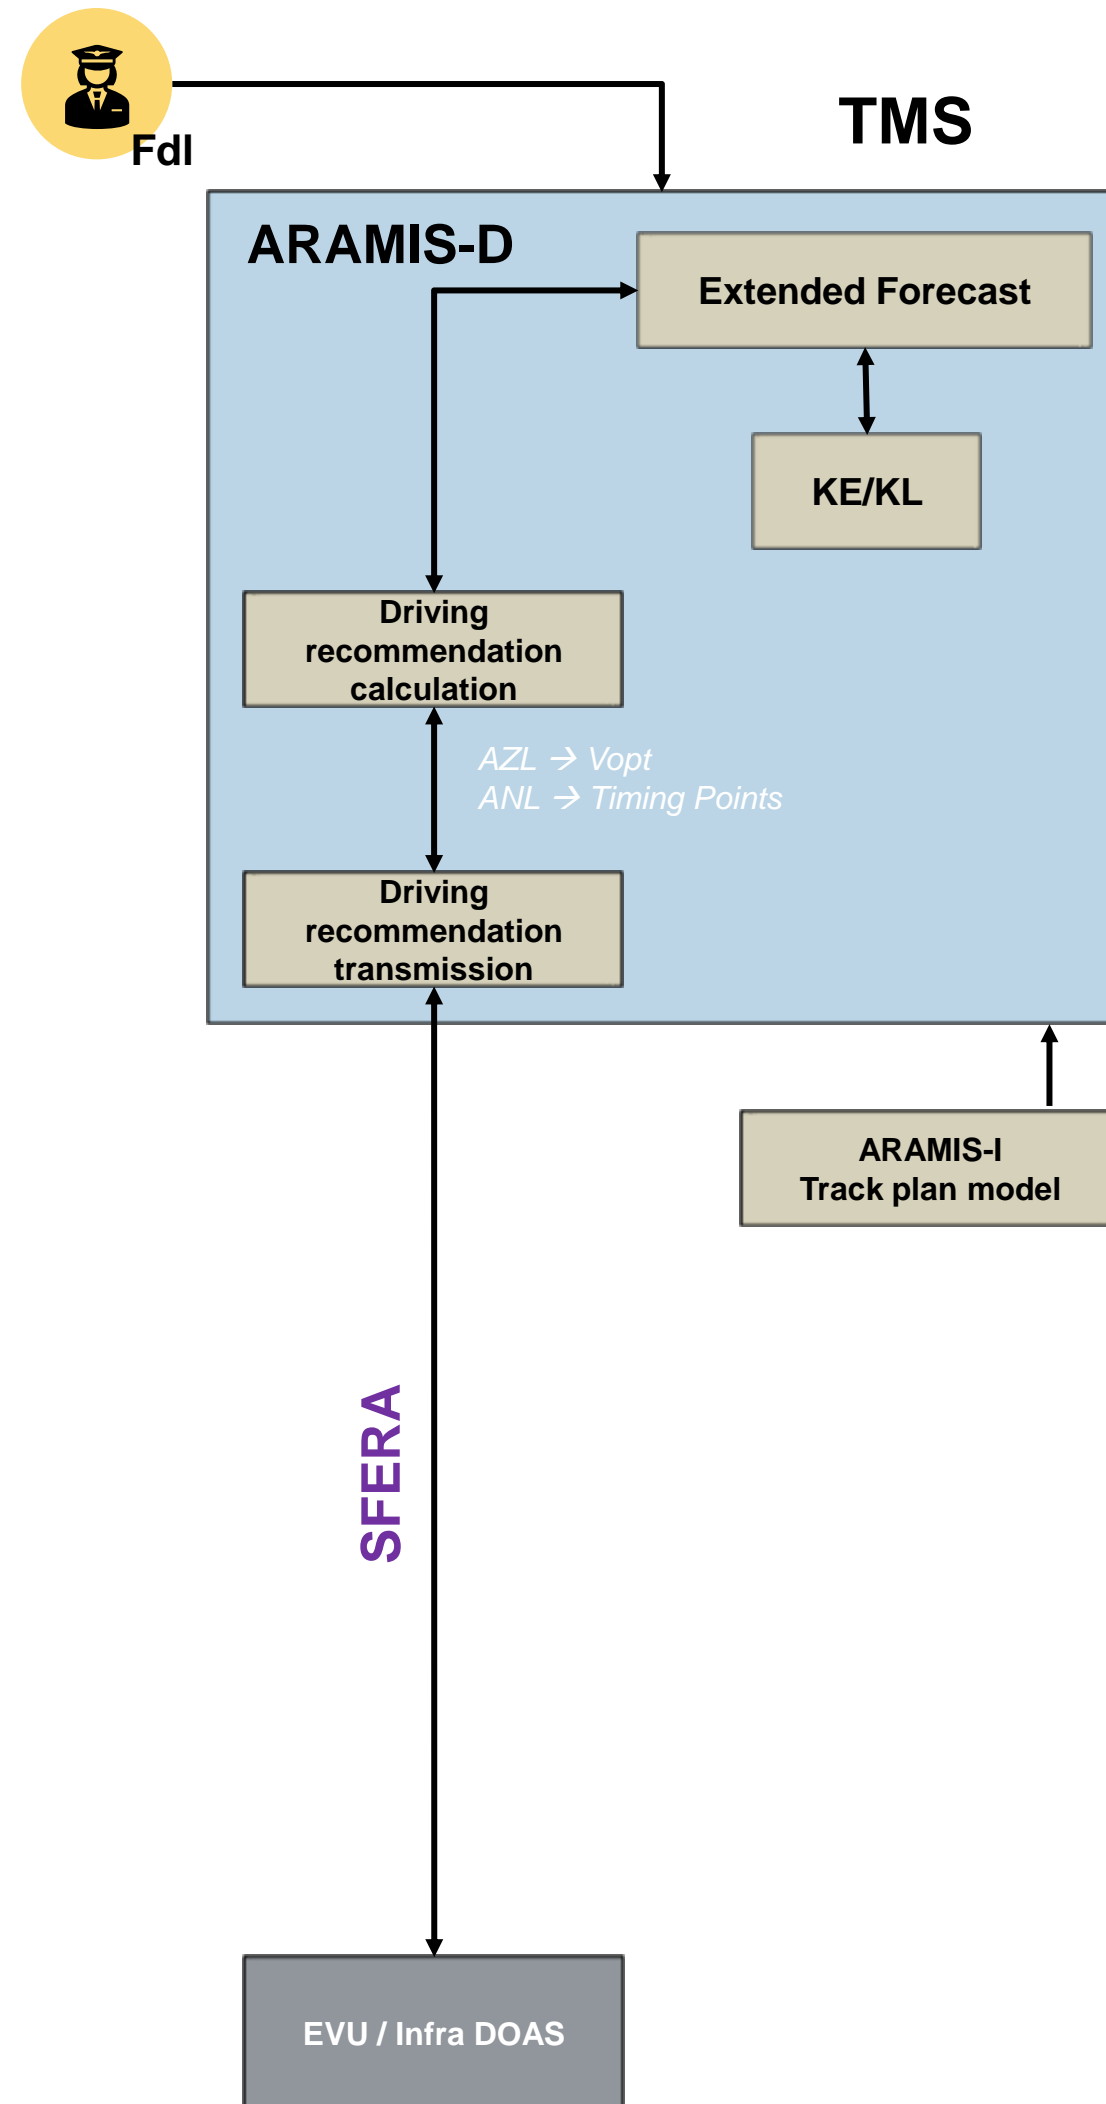 Fdl
TMS
ARAMIS-D
Extended Forecast
KE/KL
Driving
recommendation
calculation
AZL → Vopt
ANL → Timing Points
Driving
recommendation
transmission
ARAMIS-I
Track plan model
SFERA
EVU / Infra DOAS